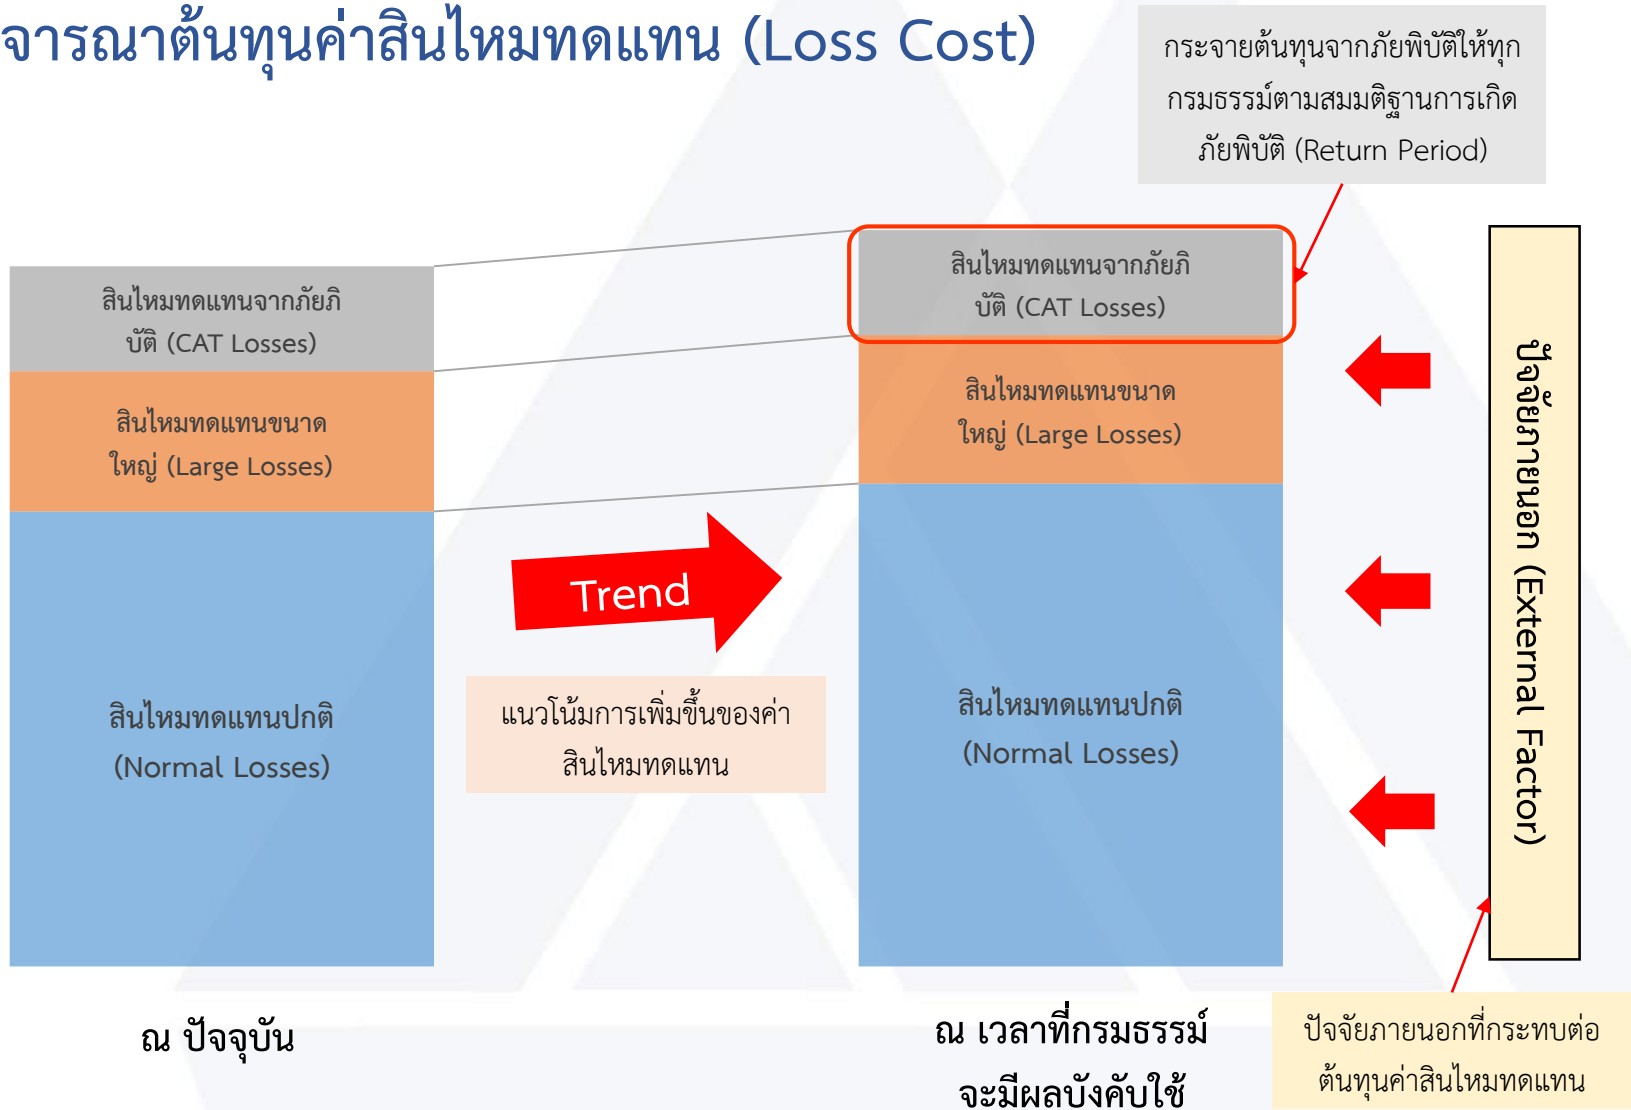 จารณาต้นทุนค่าสินไหมทดแทน (Loss Cost)
กระจายต้นทุนจากภัยพิบัติให้ทุก
กรมธรรม์ตามสมมติฐานการเกิด
ภัยพิบัติ (Return Period)
สินไหมทดแทนจากภัยภิ
บัติ (CAT Losses)
สินไหมทดแทนขนาด
ใหญ่ (Large Losses)
สินไหมทดแทนปกติ
(Normal Losses)
ณ ปัจจุบัน
Trend
แนวโน้มการเพิ่มขึ้นของค่า
สินไหมทดแทน
สินไหมทดแทนจากภัยภิ
บัติ (CAT Losses)
สินไหมทดแทนขนาด
ใหญ่ (Large Losses)
สินไหมทดแทนปกติ
(Normal Losses)
ณ เวลาที่กรมธรรม์
จะมีผลบังคับใช้
ปัจจัยภายนอก (External Factor)
ปัจจัยภายนอกที่กระทบต่อ
ต้นทุนค่าสินไหมทดแทน